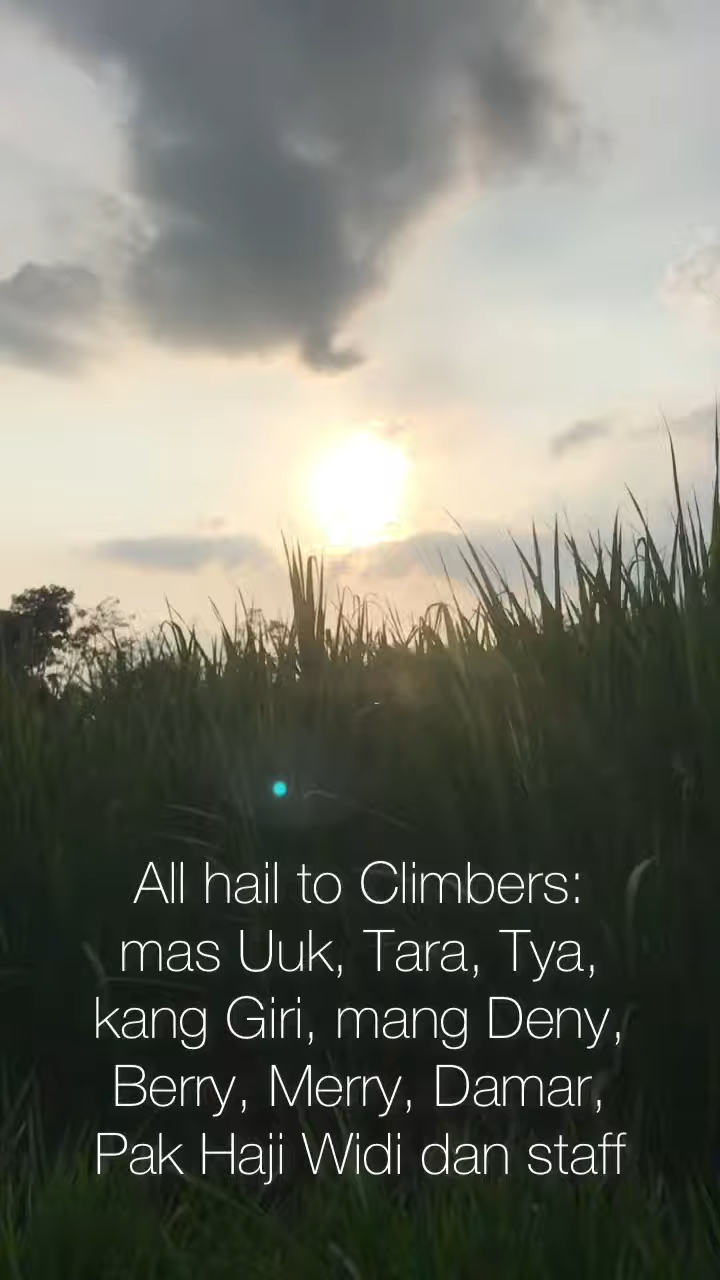 All hail to Climbers:
mas Uuk, Tara, Tya,
kang Giri, mang Deny,
Berry, Merry, Damar,
Pak Haji Widi dan staff